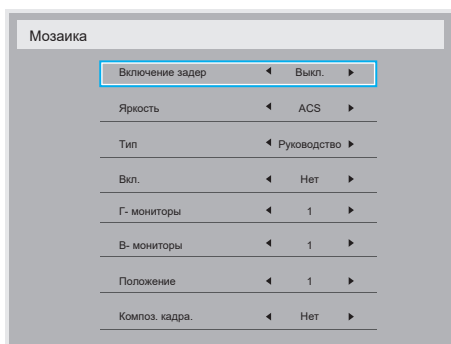 Мозаика
Включение задер Выкл.
Яркость ACS
Тип Руководство
Вкл. Нет
Г- мониторы 1
В- мониторы 1
Положение 1
Композ. кадра. Нет